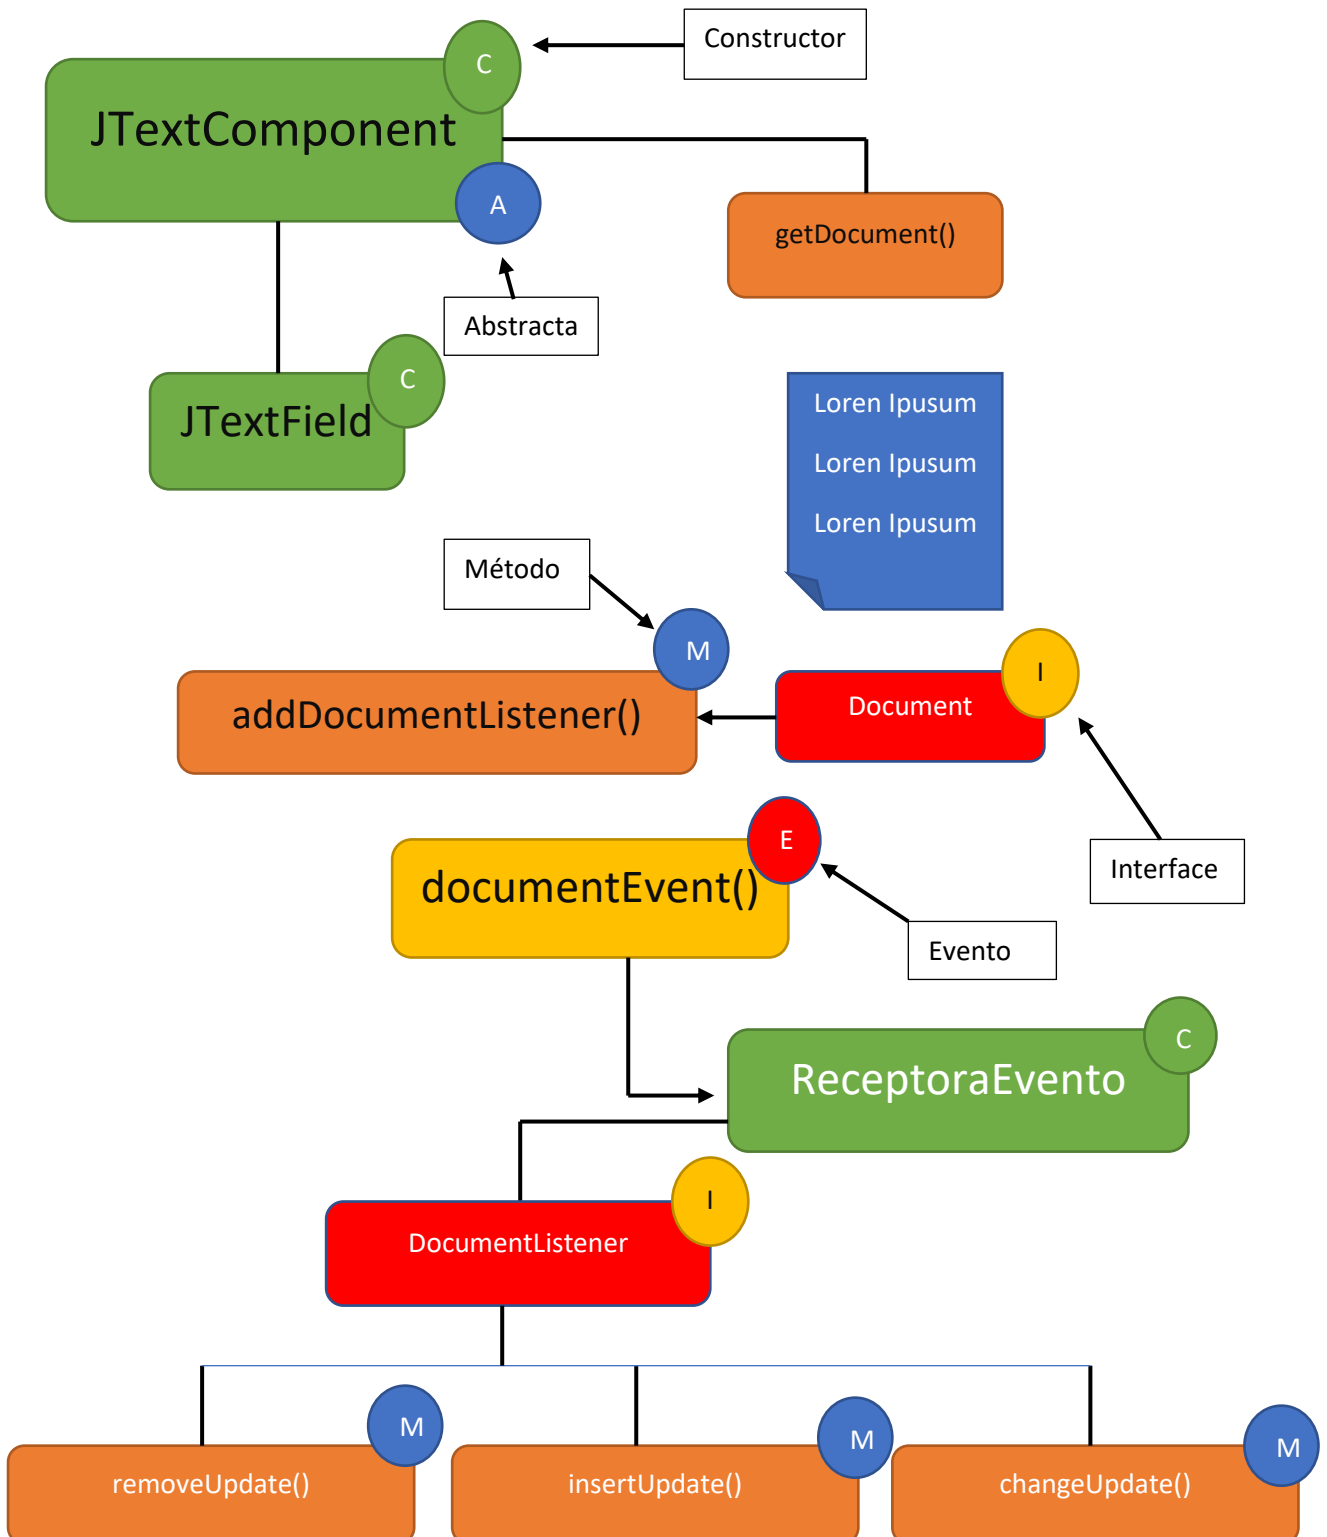 Constructor
C
JTextComponent
A
getDocument()
Abstracta
C
JTextField
Loren Ipusum
Loren Ipusum
Loren Ipusum
Método
M
addDocumentListener()
I
Document
E
documentEvent()
Interface
Evento
C
ReceptoraEvento
I
DocumentListener
M
removeUpdate()
M
insertUpdate()
M
changeUpdate()